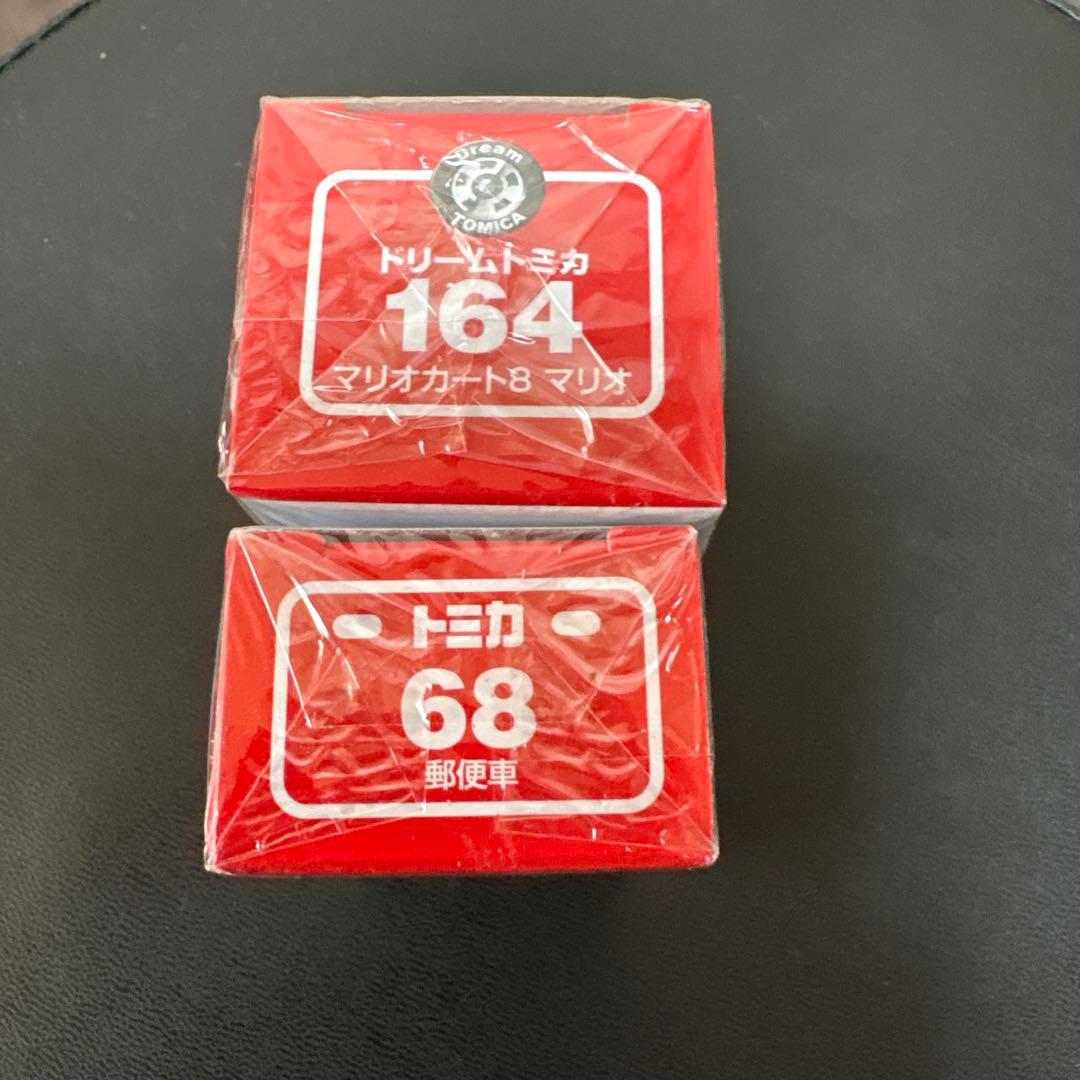 Dream
TOMICA
ドリームトミカ
164
マリオカート8 マリオ
トミカ
68
郵便車